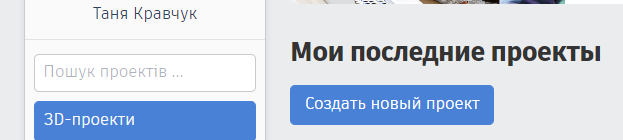 Таня Кравчук
Пошук проектів ...
3D-проекти
Мои последние проекты
Создать новый проект